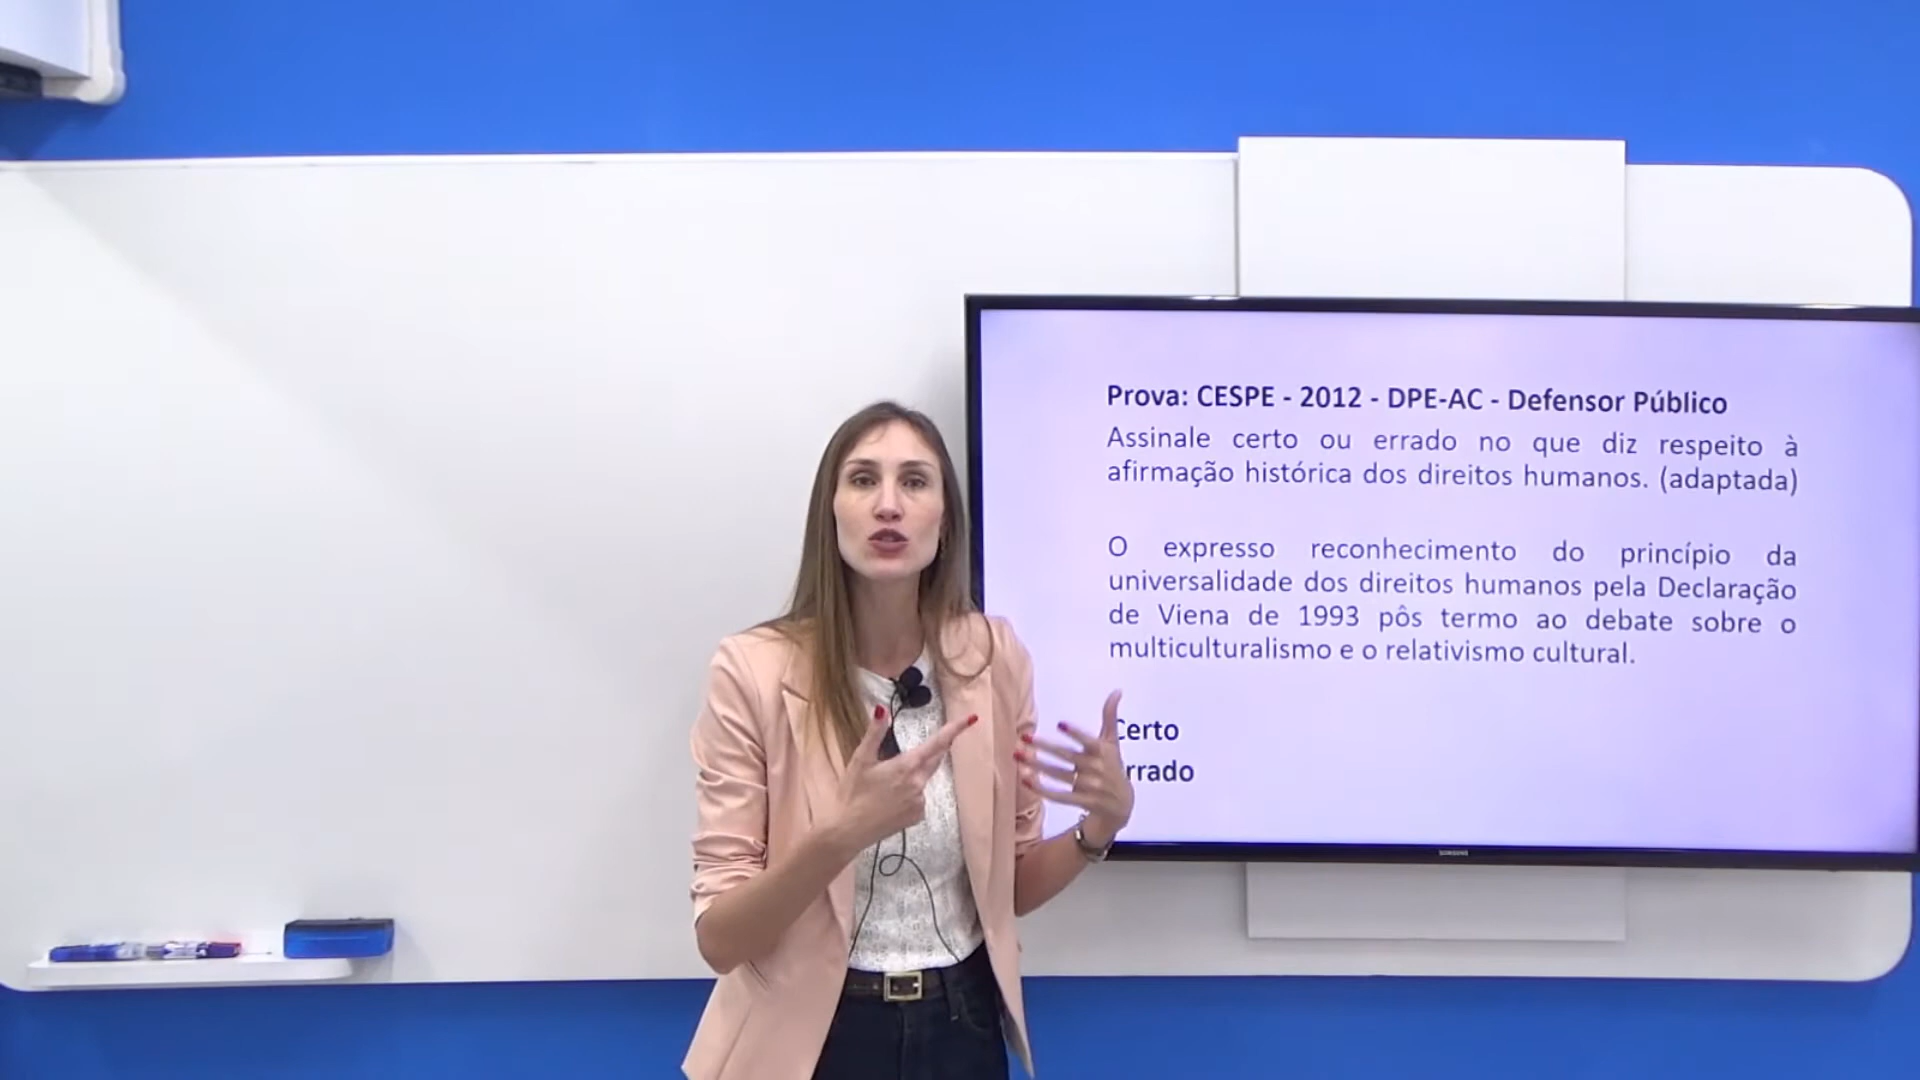 Prova: CESPE - 2012 - DPE-AC - Defensor Público
Assinale certo ou errado no que diz respeito à
afirmação histórica dos direitos humanos. (adaptada)
O expresso reconhecimento do princípio da
universalidade dos direitos humanos pela Declaração
de Viena de 1993 pôs termo ao debate sobre o
multiculturalismo e o relativismo cultural.
Certo
rrado
SAMSUNG